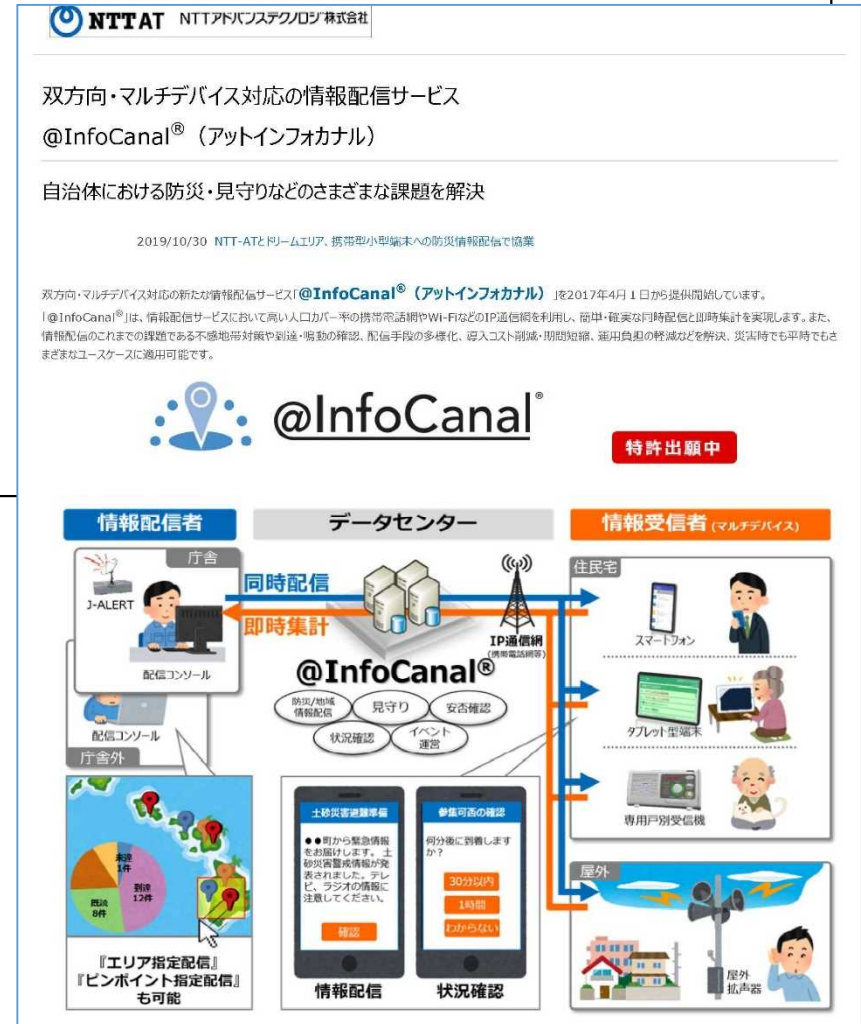 NTT AT NTTアドバンステクノロジ株式会社
双方向・マルチデバイス対応の情報配信サービス
@InfoCanal®（アットインフォカナル）
自治体における防災・見守りなどのさまざまな課題を解決
2019/10/30 NTT-ATとドリームエリア、携帯型小型端末への防災情報配信で協業
双方向・マルチデバイス対応の新たな情報配信サービス「@InfoCanal®（アットインフォカナル）」を2017年4月1日から提供開始しています。
「@InfoCanal®」は、情報配信サービスにおいて高い人口カバー率の携帯電話網やWi-FiなどのIP通信網を利用し、簡単・確実な同時配信と即時集計を実現します。また、
情報配信のこれまでの課題である不感地帯対策や到達・鳴動の確認、配信手段の多様化、導入コスト削減・期間短縮、運用負担の軽減などを解決、災害時でも平時でもさ
まざまなユースケースに適用可能です。
@InfoCanal®
特許出願中
情報配信者
データセンター
情報受信者(マルチデバイス)
庁舎
J-ALERT
配信コンソール
配信コンソール
庁舎外
同時配信
即時集計
IP通信網
(携帯電話網等)
@InfoCanal®
防災/地域
情報配信
見守り
安否確認
状況確認
イベント
運営
住民宅
スマートフォン
タブレット型端末
専用戸別受信機
未達
1件
到達
12件
既読
8件
『エリア指定配信』
『ピンポイント指定配信』
も可能
土砂災害避難準備
●●町から緊急情報
をお届けします。土
砂災害警戒情報が発
表されました。テレ
ビ、ラジオの情報に
注意してください。
確認
情報配信
参集可否の確認
何分後に到着します
か？
30分以内
1時間
わからない
状況確認
屋外
屋外
拡声器